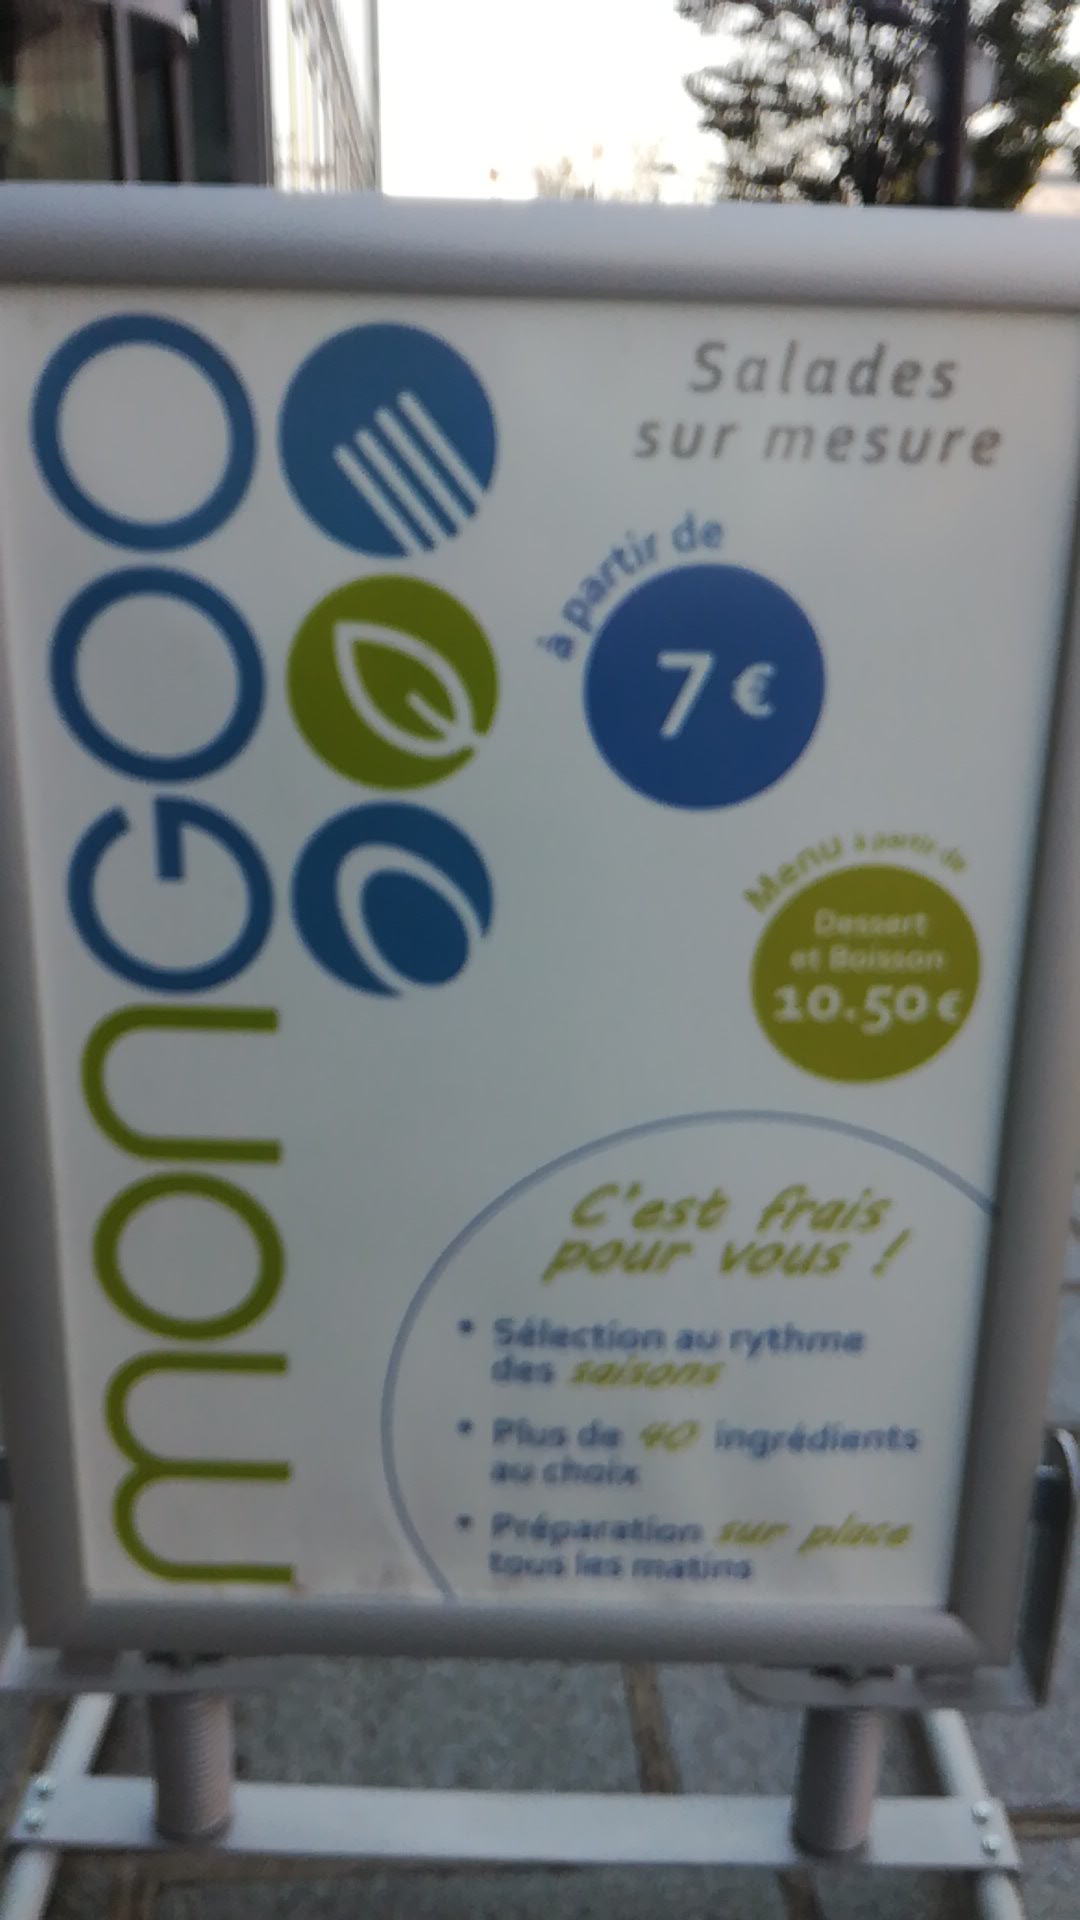 monGOO
Salades
sur mesure
à partir de
7 €
Menu à partir de
Dessert
et Boisson
10.50 €
C'est frais
pour vous !
• Sélection au rythme
des saisons
• Plus de 40 ingrédients
au choix
• Préparation sur place
tous les matins